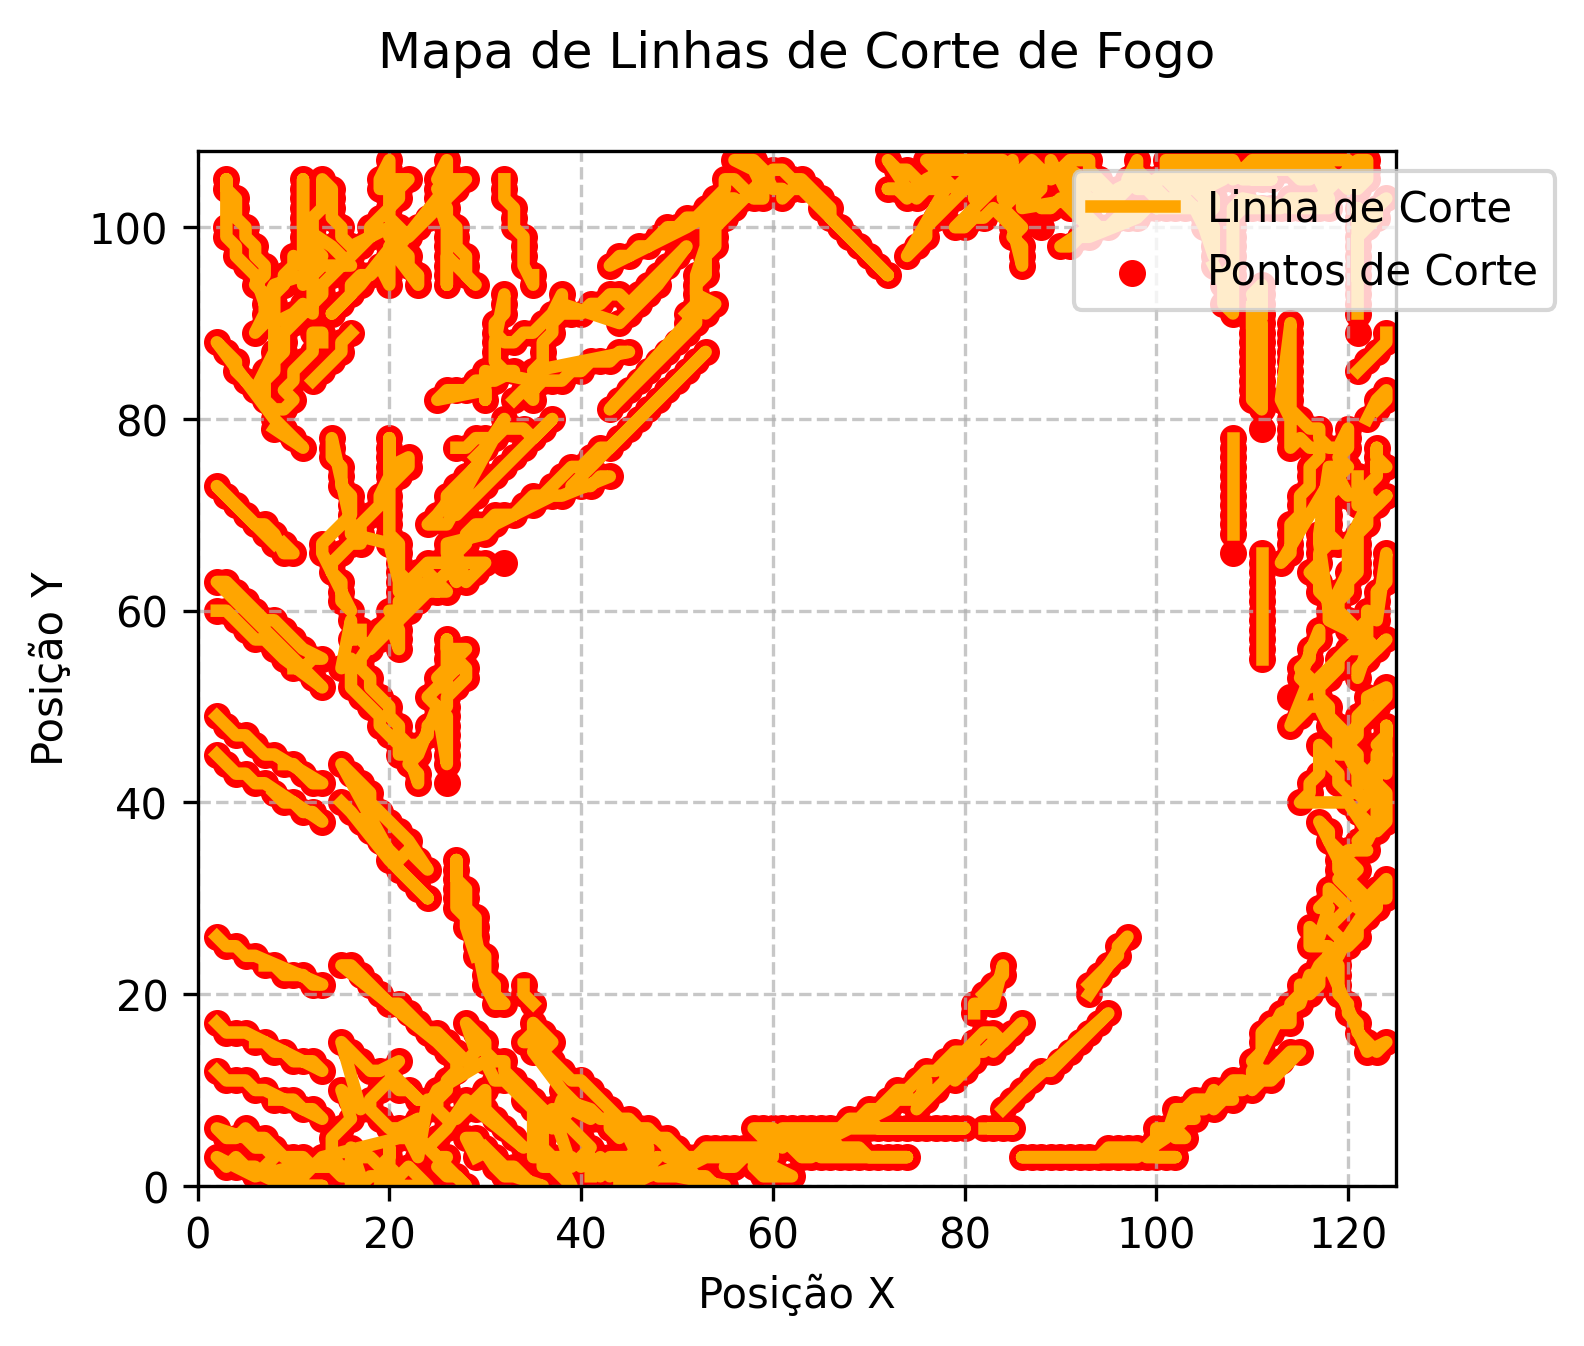 Mapa de Linhas de Corte de Fogo
Linha de Corte
Pontos de Corte
Posição Y
100
80
60
40
20
0
0 20 40 60 80 100 120
Posição X